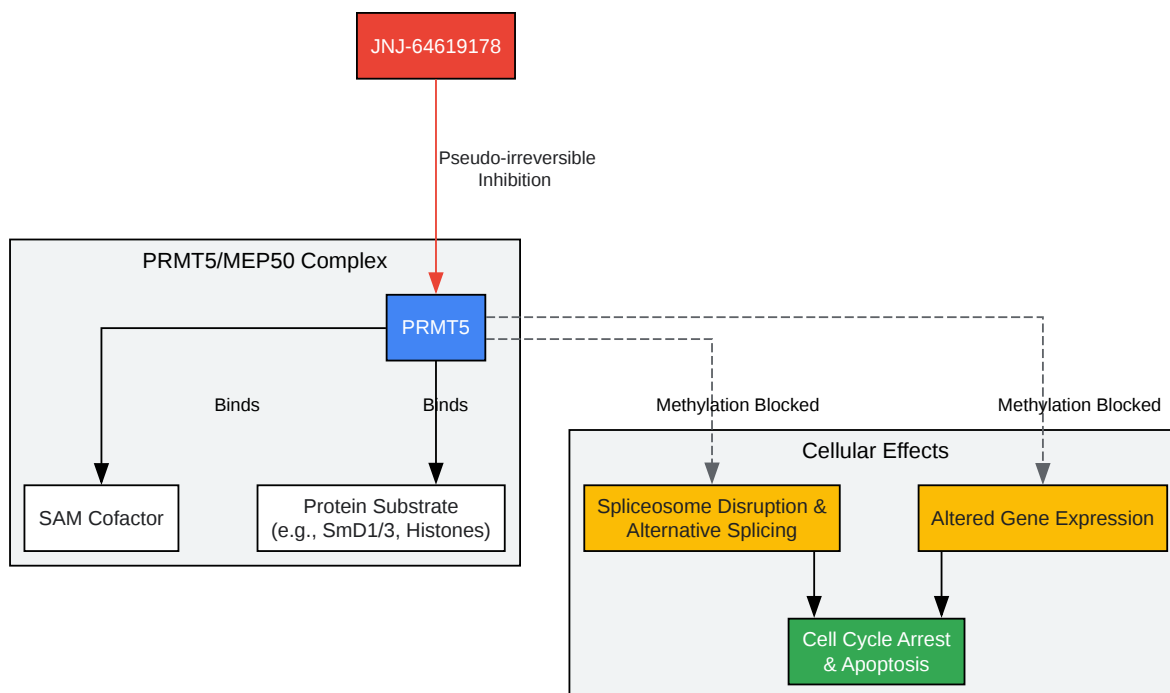 JNJ-64619178
Pseudo-irreversible
Inhibition
PRMT5/MEP50 Complex
PRMT5
Binds
Binds
Methylation Blocked
Methylation Blocked
Cellular Effects
SAM Cofactor
Protein Substrate
(e.g., SmD1/3, Histones)
Spliceosome Disruption &
Alternative Splicing
Altered Gene Expression
Cell Cycle Arrest
& Apoptosis